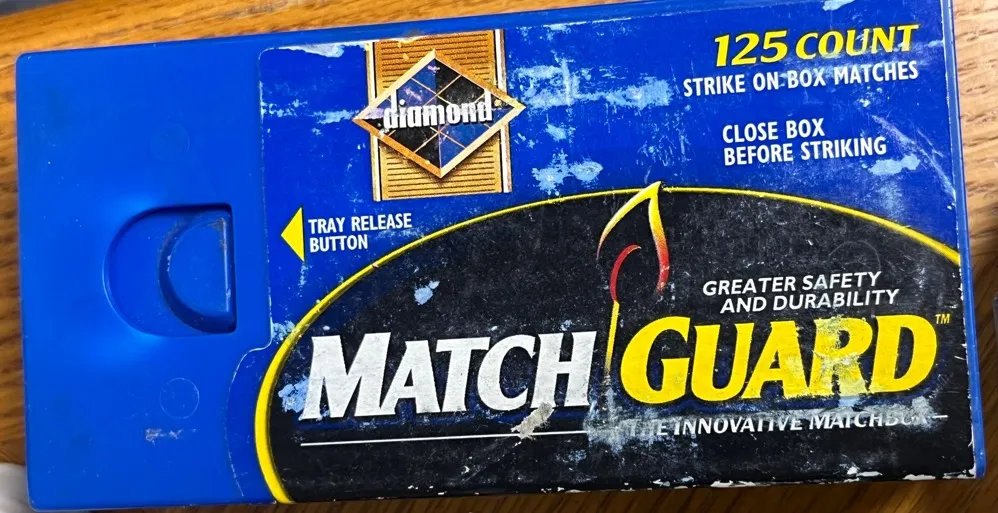 diamond
125 COUNT
STRIKE ON BOX MATCHES
CLOSE BOX
BEFORE STRIKING
TRAY RELEASE
BUTTON
GREATER SAFETY
AND DURABILITY
MATCH GUARD™
THE INNOVATIVE MATCHBOX